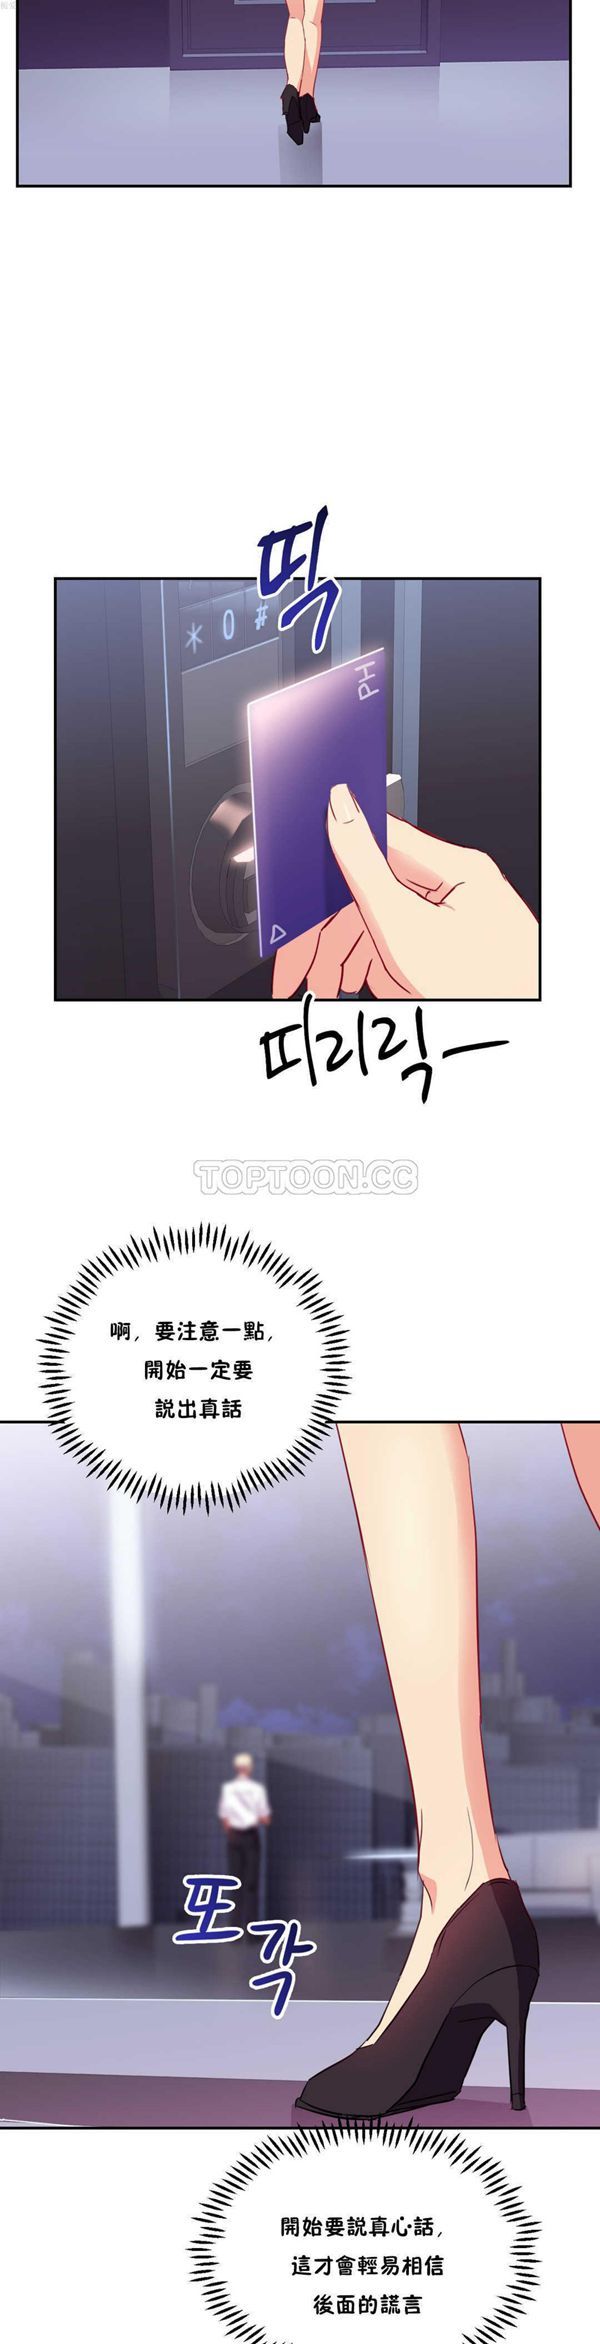 띡
* 0 #
PH
띠리릭—
TOPTOON.CC
啊，要注意一點，
開始一定要
說出真話
또각
開始要說真心話，
這才會輕易相信
後面的謊言